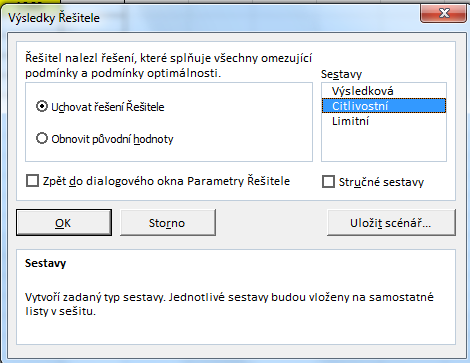 Výsledky Řešitele
Řešitel nalezl řešení, které splňuje všechny omezující
podmínky a podmínky optimálnosti.
Sestavy
Uchovat řešení Řešitele
Obnovit původní hodnoty
Výsledková
Citlivostní
Limitní
Zpět do dialogového okna Parametry Řešitele
Stručné sestavy
OK
Storno
Uložit scénář...
Sestavy
Vytvoří zadaný typ sestavy. Jednotlivé sestavy budou vloženy na samostatné
listy v sešitu.